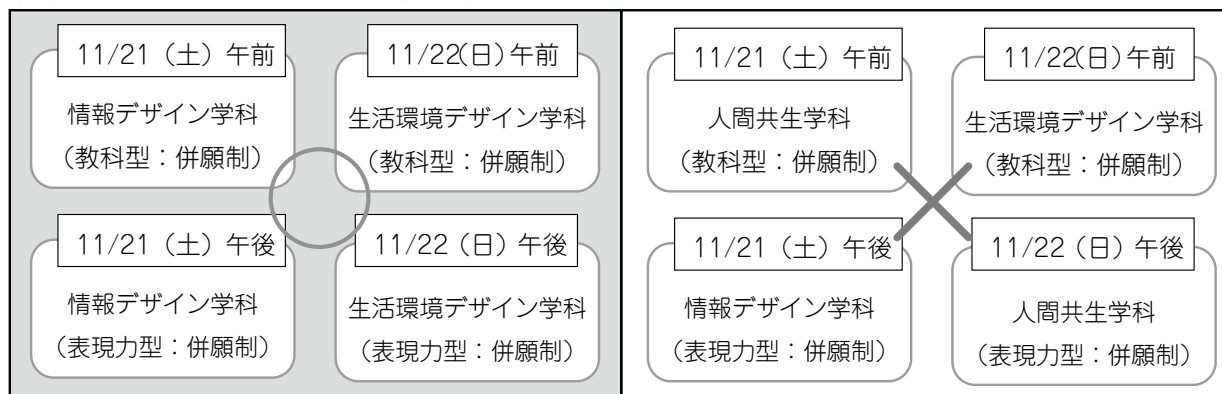 11/21（土）午前
情報デザイン学科
（教科型：併願制）
11/22(日)午前
生活環境デザイン学科
（教科型：併願制）
11/21（土）午後
情報デザイン学科
（表現力型：併願制）
11/22（日）午後
生活環境デザイン学科
（表現力型：併願制）
11/21（土）午前
人間共生学科
（教科型：併願制）
11/22(日)午前
生活環境デザイン学科
（教科型：併願制）
11/21（土）午後
情報デザイン学科
（表現力型：併願制）
11/22（日）午後
人間共生学科
（表現力型：併願制）